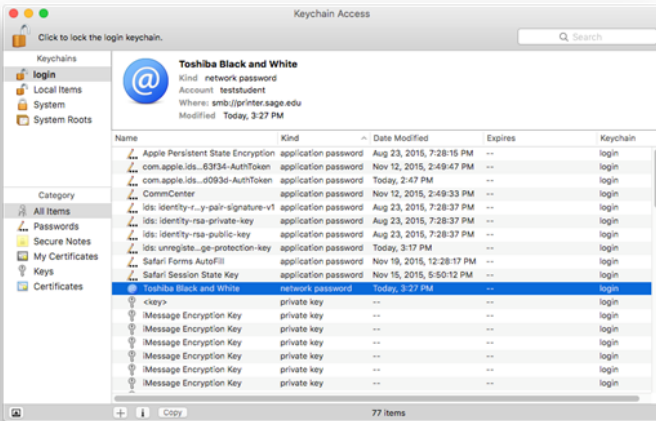 Keychain Access
Click to lock the login keychain.
Search
Keychains
login
Local Items
System
System Roots
Toshiba Black and White
Kind network password
Account teststudent
Where: smb://printer.sage.edu
Modified Today, 3:27 PM
Category
All Items
Passwords
Secure Notes
My Certificates
Keys
Certificates
Name Kind Date Modified Expires Keychain
Apple Persistent State Encryption application password Aug 23, 2015, 7:28:15 PM -- login
com.apple.ids...63f34-AuthToken application password Nov 12, 2015, 2:49:47 PM -- login
com.apple.ids...d093d-AuthToken application password Today, 2:47 PM -- login
CommCenter application password Nov 12, 2015, 2:49:33 PM -- login
ids: identity-r...y-pair-signature-v1 application password Aug 23, 2015, 7:28:37 PM -- login
ids: identity-rsa-private-key application password Aug 23, 2015, 7:28:37 PM -- login
ids: identity-rsa-public-key application password Aug 23, 2015, 7:28:37 PM -- login
ids: unregiste...ge-protection-key application password Today, 3:17 PM -- login
Safari Forms AutoFill application password Nov 19, 2015, 12:28:17 PM -- login
Safari Session State Key application password Nov 15, 2015, 5:50:12 PM -- login
Toshiba Black and White network password Today, 3:27 PM -- login
<key> private key -- -- login
iMessage Encryption Key private key -- -- login
iMessage Encryption Key private key -- -- login
iMessage Encryption Key private key -- -- login
iMessage Encryption Key private key -- -- login
iMessage Encryption Key private key -- -- login
iMessage Encryption Key private key -- -- login
Copy
77 items